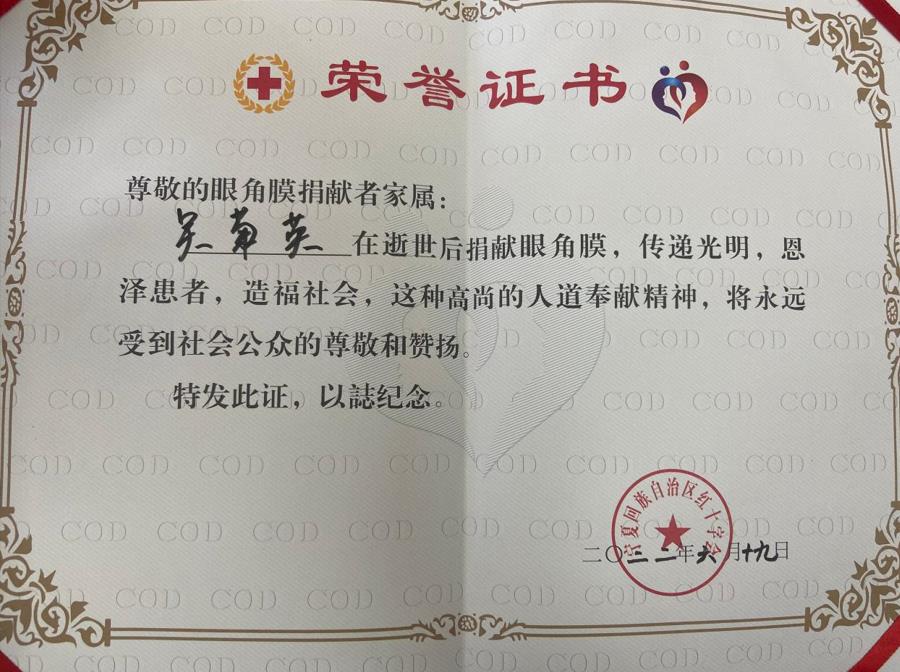 荣誉证书
尊敬的眼角膜捐献者家属:
吴南英 在逝世后捐献眼角膜,传递光明,恩
泽患者,造福社会,这种高尚的人道奉献精神,将永远
受到社会公众的尊敬和赞扬。
特发此证,以誌纪念。
宁夏回族自治区红十字会
二〇二二年六月十九日
COD